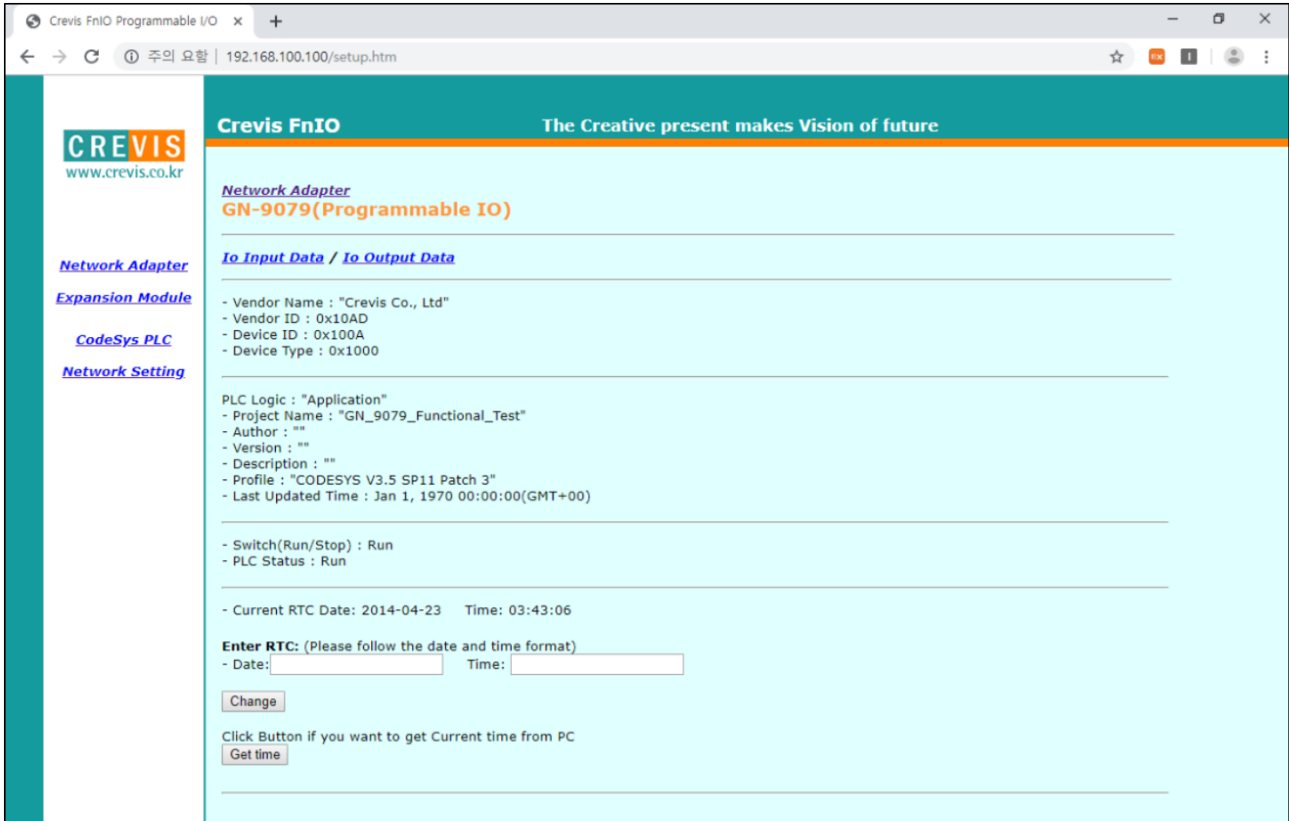 Crevis FnIO Programmable I/O
주의 요함 | 192.168.100.100/setup.htm
CREVIS
www.crevis.co.kr
Network Adapter
Expansion Module
CodeSys PLC
Network Setting
Crevis FnIO The Creative present makes Vision of future
Network Adapter
GN-9079(Programmable IO)
Io Input Data / Io Output Data
- Vendor Name : "Crevis Co., Ltd"
- Vendor ID : 0x10AD
- Device ID : 0x100A
- Device Type : 0x1000
PLC Logic : "Application"
- Project Name : "GN_9079_Functional_Test"
- Author : ""
- Version : ""
- Description : ""
- Profile : "CODESYS V3.5 SP11 Patch 3"
- Last Updated Time : Jan 1, 1970 00:00:00(GMT+00)
- Switch(Run/Stop) : Run
- PLC Status : Run
- Current RTC Date: 2014-04-23 Time: 03:43:06
Enter RTC: (Please follow the date and time format)
- Date: Time:
Change
Click Button if you want to get Current time from PC
Get time